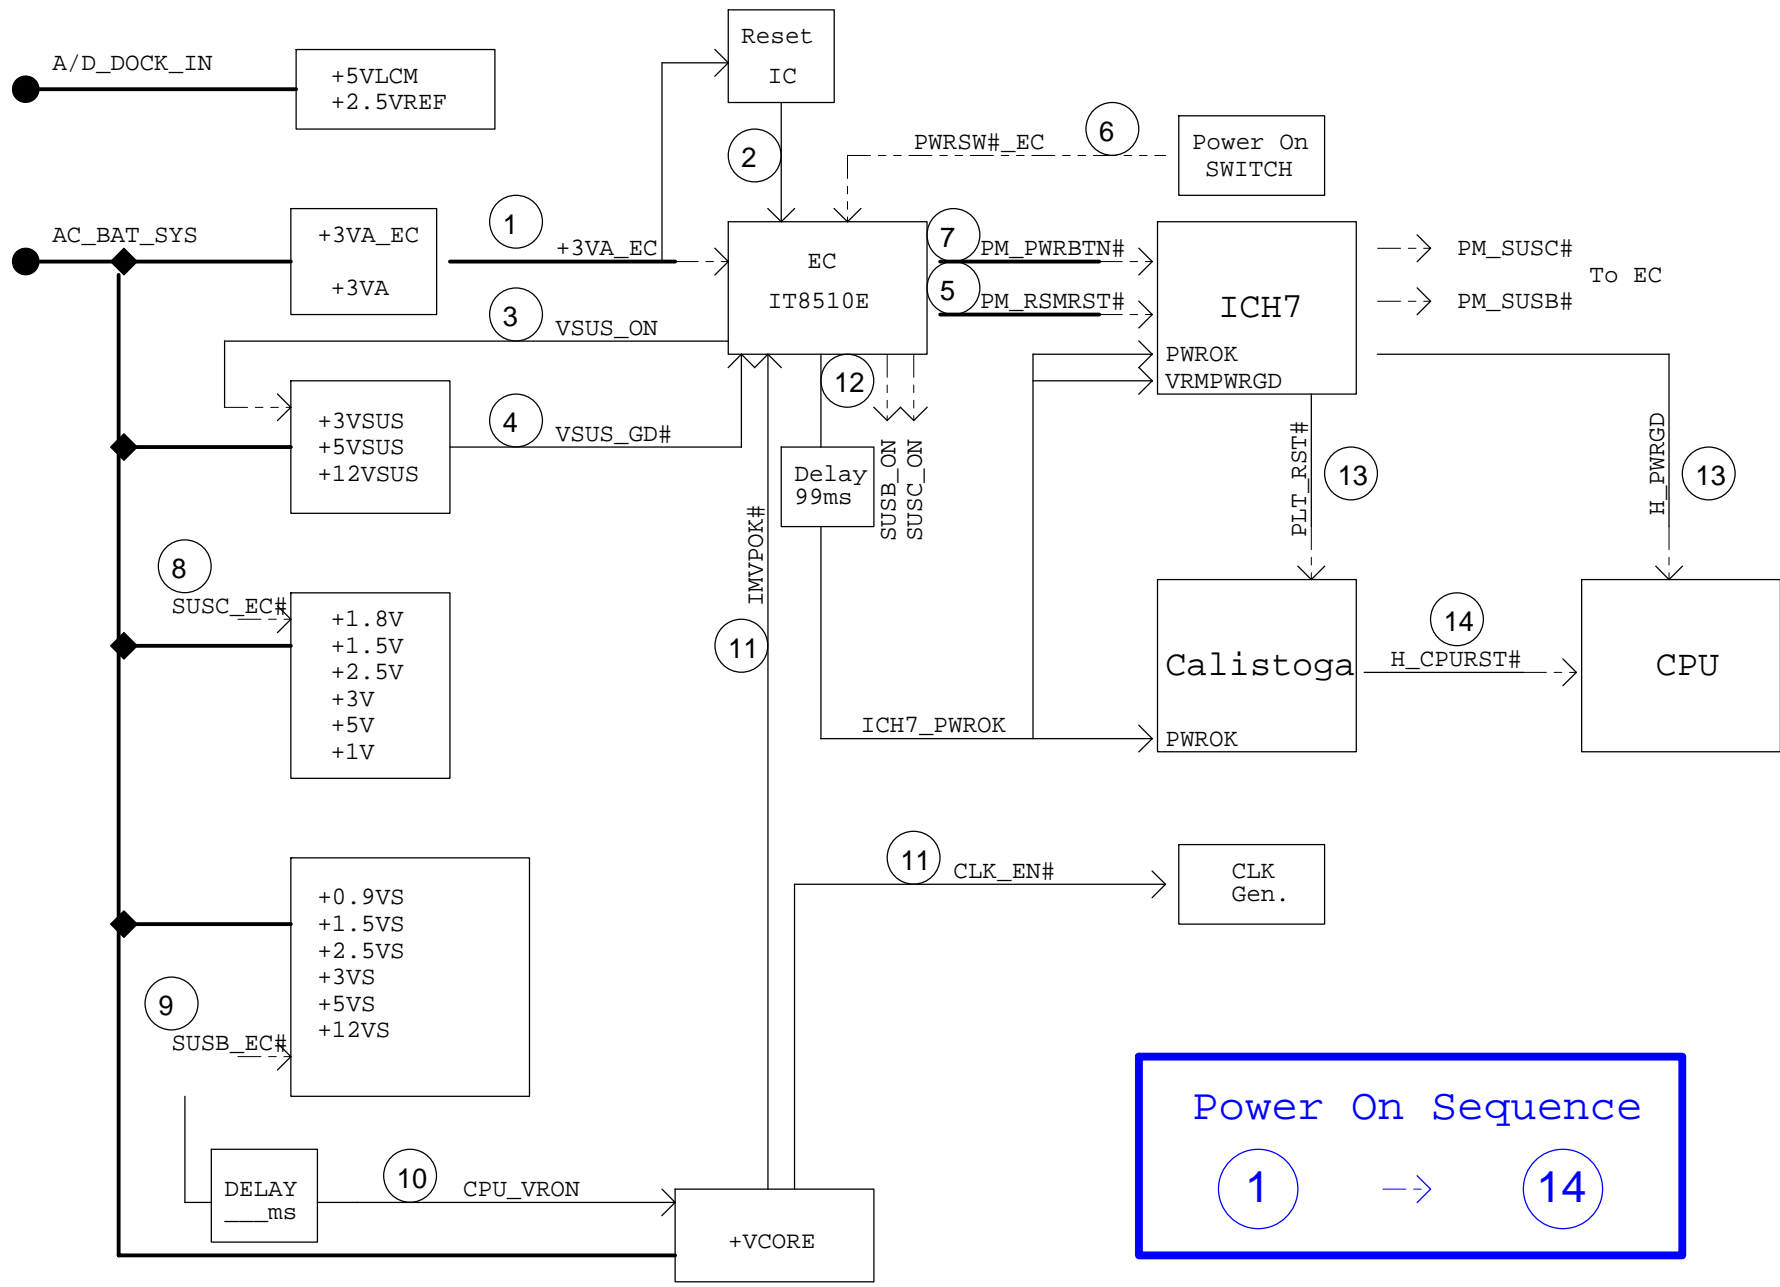 Reset
IC
A/D_DOCK_IN
+5VLCM
+2.5VREF
2
PWRSW#_EC
6
Power On
SWITCH
AC_BAT_SYS
+3VA_EC
+3VA
1
+3VA_EC
EC
IT8510E
7
PM_PWRBTN#
5
PM_RSMRST#
ICH7
PWROK
VRMPWRGD
PM_SUSC#
PM_SUSB#
To EC
3
VSUS_ON
+3VSUS
+5VSUS
+12VSUS
4
VSUS_GD#
12
Delay
99ms
SUSB_ON
SUSC_ON
PLT_RST#
13
H_PWRGD
13
IMVPOK#
11
8
SUSC_EC#
+1.8V
+1.5V
+2.5V
+3V
+5V
+1V
Calistoga
PWROK
14
H_CPURST#
CPU
ICH7_PWROK
11
CLK_EN#
CLK
Gen.
+0.9VS
+1.5VS
+2.5VS
+3VS
+5VS
+12VS
9
SUSB_EC#
DELAY
___ms
10
CPU_VRON
+VCORE
Power On Sequence
1
14